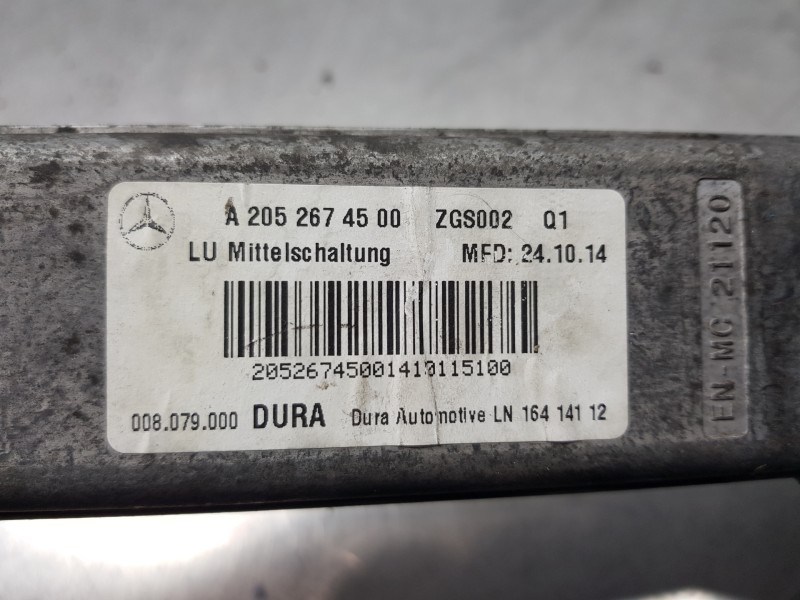 A 205 267 45 00 ZGS002 Q1
LU Mittelschaltung MFD: 24.10.14
20526745001413115100
008.079.000 DURA Dura Automotive LN 164 141 12
EN-MC 21120